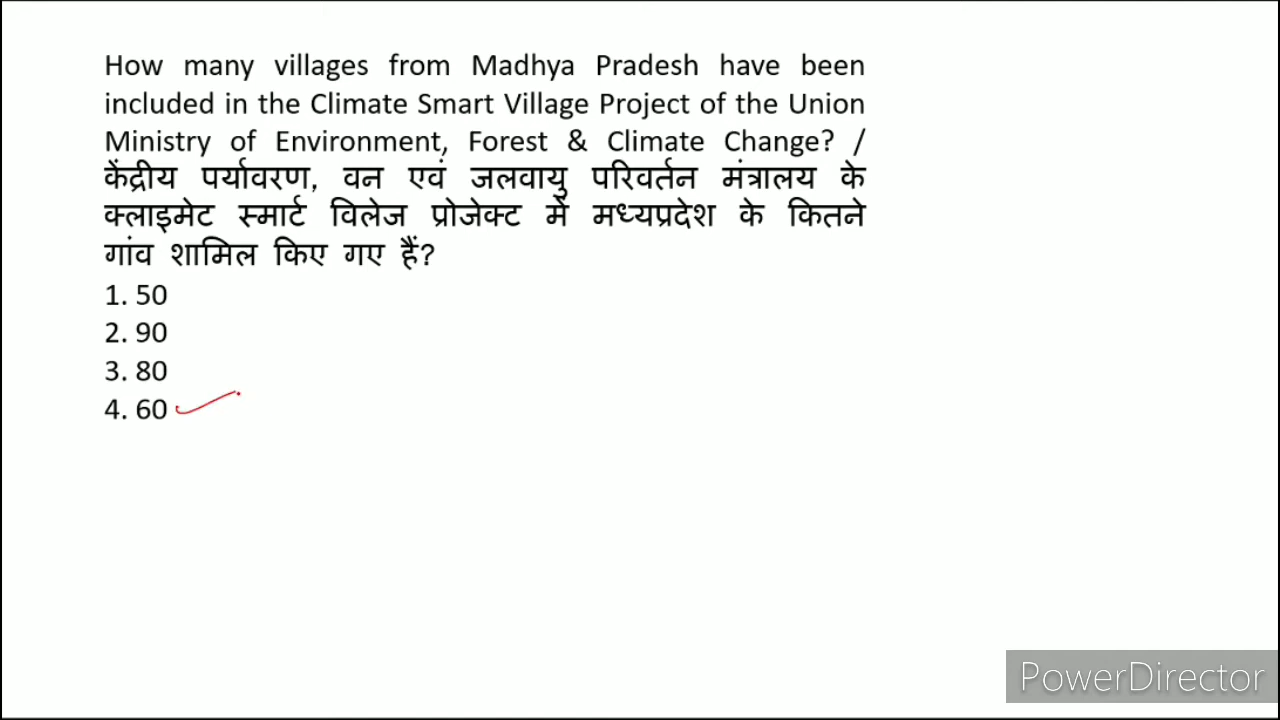 How many villages from Madhya Pradesh have been
included in the Climate Smart Village Project of the Union
Ministry of Environment, Forest & Climate Change? /
केंद्रीय पर्यावरण, वन एवं जलवायु परिवर्तन मंत्रालय के
क्लाइमेट स्मार्ट विलेज प्रोजेक्ट में मध्यप्रदेश के कितने
गांव शामिल किए गए हैं?
1. 50
2. 90
3. 80
4. 60
PowerDirector